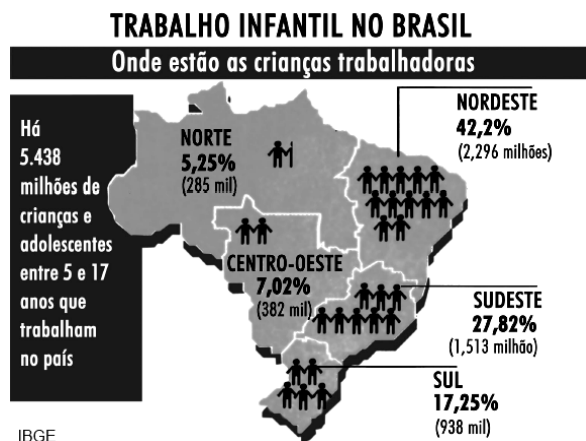 TRABALHO INFANTIL NO BRASIL
Onde estão as crianças trabalhadoras
Há
5.438
milhões de
crianças e
adolescentes
entre 5 e 17
anos que
trabalham
no país
NORTE
5,25%
(285 mil)
NORDESTE
42,2%
(2,296 milhões)
CENTRO-OESTE
7,02%
(382 mil)
SUDESTE
27,82%
(1,513 milhão)
SUL
17,25%
(938 mil)
IBGE